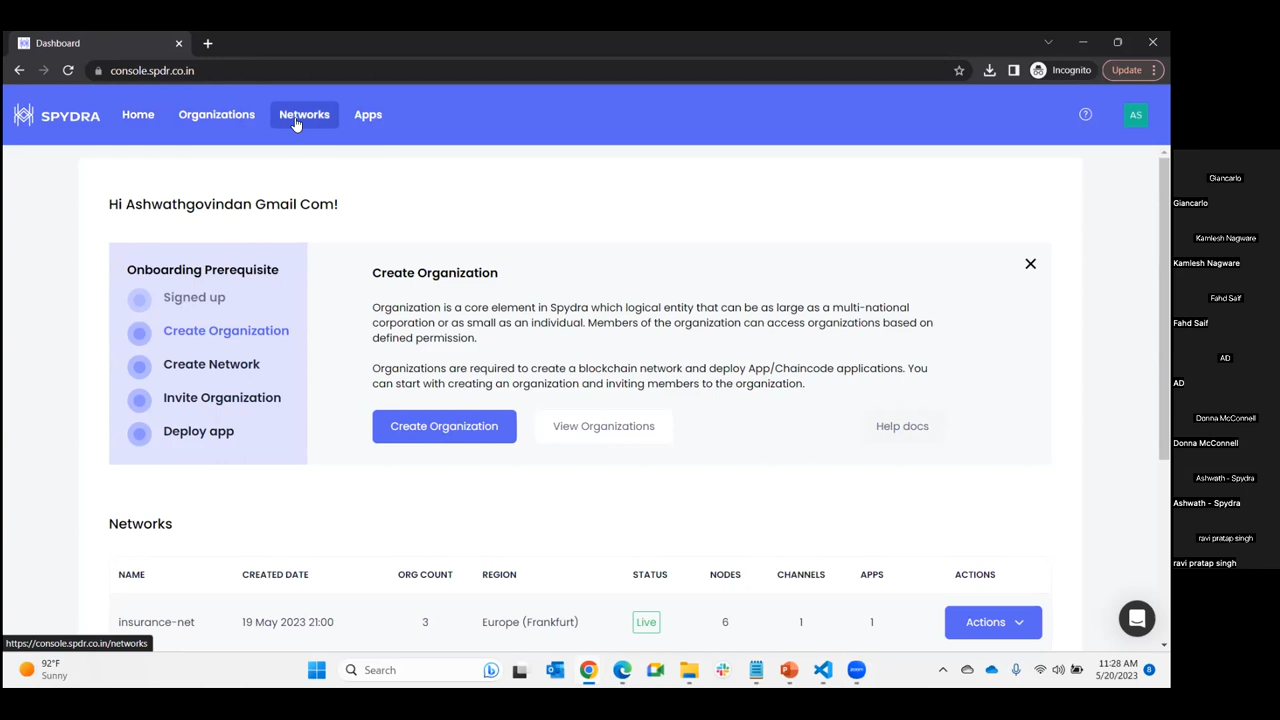 Dashboard
console.spdr.co.in
Incognito
Update
SPYDRA
Home
Organizations
Networks
Apps
AS
Hi Ashwathgovindan Gmail Com!
Onboarding Prerequisite
Signed up
Create Organization
Create Network
Invite Organization
Deploy app
Create Organization
Organization is a core element in Spydra which logical entity that can be as large as a multi-national
corporation or as small as an individual. Members of the organization can access organizations based on
defined permission.
Organizations are required to create a blockchain network and deploy App/Chaincode applications. You
can start with creating an organization and inviting members to the organization.
Create Organization
View Organizations
Help docs
Networks
NAME CREATED DATE ORG COUNT REGION STATUS NODES CHANNELS APPS ACTIONS
insurance-net 19 May 2023 21:00 3 Europe (Frankfurt) Live 6 1 1 Actions
https://console.spdr.co.in/networks
92°F
Sunny
Search
zoom
11:28 AM
5/20/2023
8
Giancarlo
Giancarlo
Kamlesh Nagware
Kamlesh Nagware
Fahd Saif
Fahd Saif
AD
AD
Donna McConnell
Donna McConnell
Ashwath - Spydra
Ashwath - Spydra
ravi pratap singh
ravi pratap singh